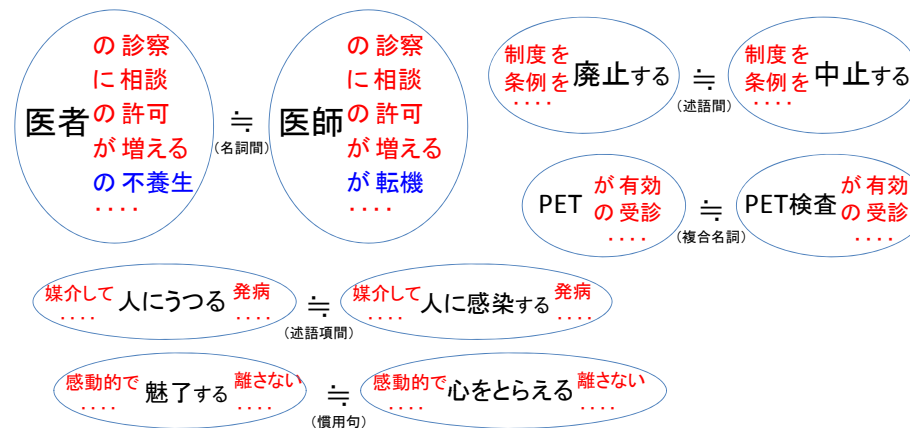 医者
の 診察
に 相談
の 許可
が 増える
の 不養生
・・・・
≒
(名詞間)
医師
の 診察
に 相談
の 許可
が 増える
が 転機
・・・・
制度 を
条例 を
・・・・
廃止する
≒
(述語間)
制度 を
条例 を
・・・・
中止する
PET
が 有効
の 受診
・・・・
≒
(複合名詞)
PET検査
が 有効
の 受診
・・・・
媒介して 人にうつる 発病
・・・・ ・・・・
≒
(述語項間)
媒介して 人に感染する 発病
・・・・ ・・・・
感動的で 魅了する 離さない
・・・・ ・・・・
≒
(慣用句)
感動的で 心をとらえる 離さない
・・・・ ・・・・